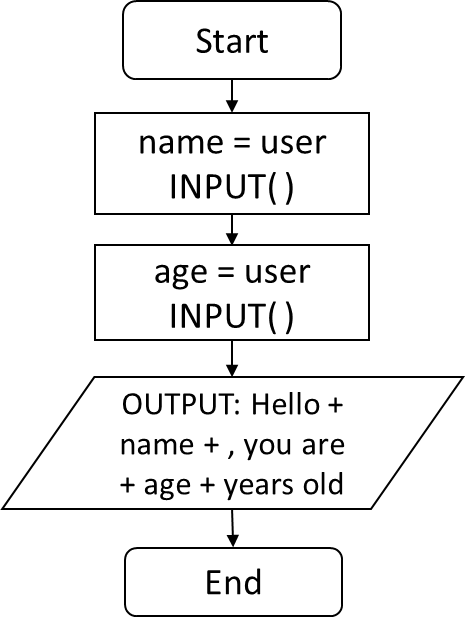 Start
name = user
INPUT( )
age = user
INPUT( )
OUTPUT: Hello +
name + , you are
+ age + years old
End